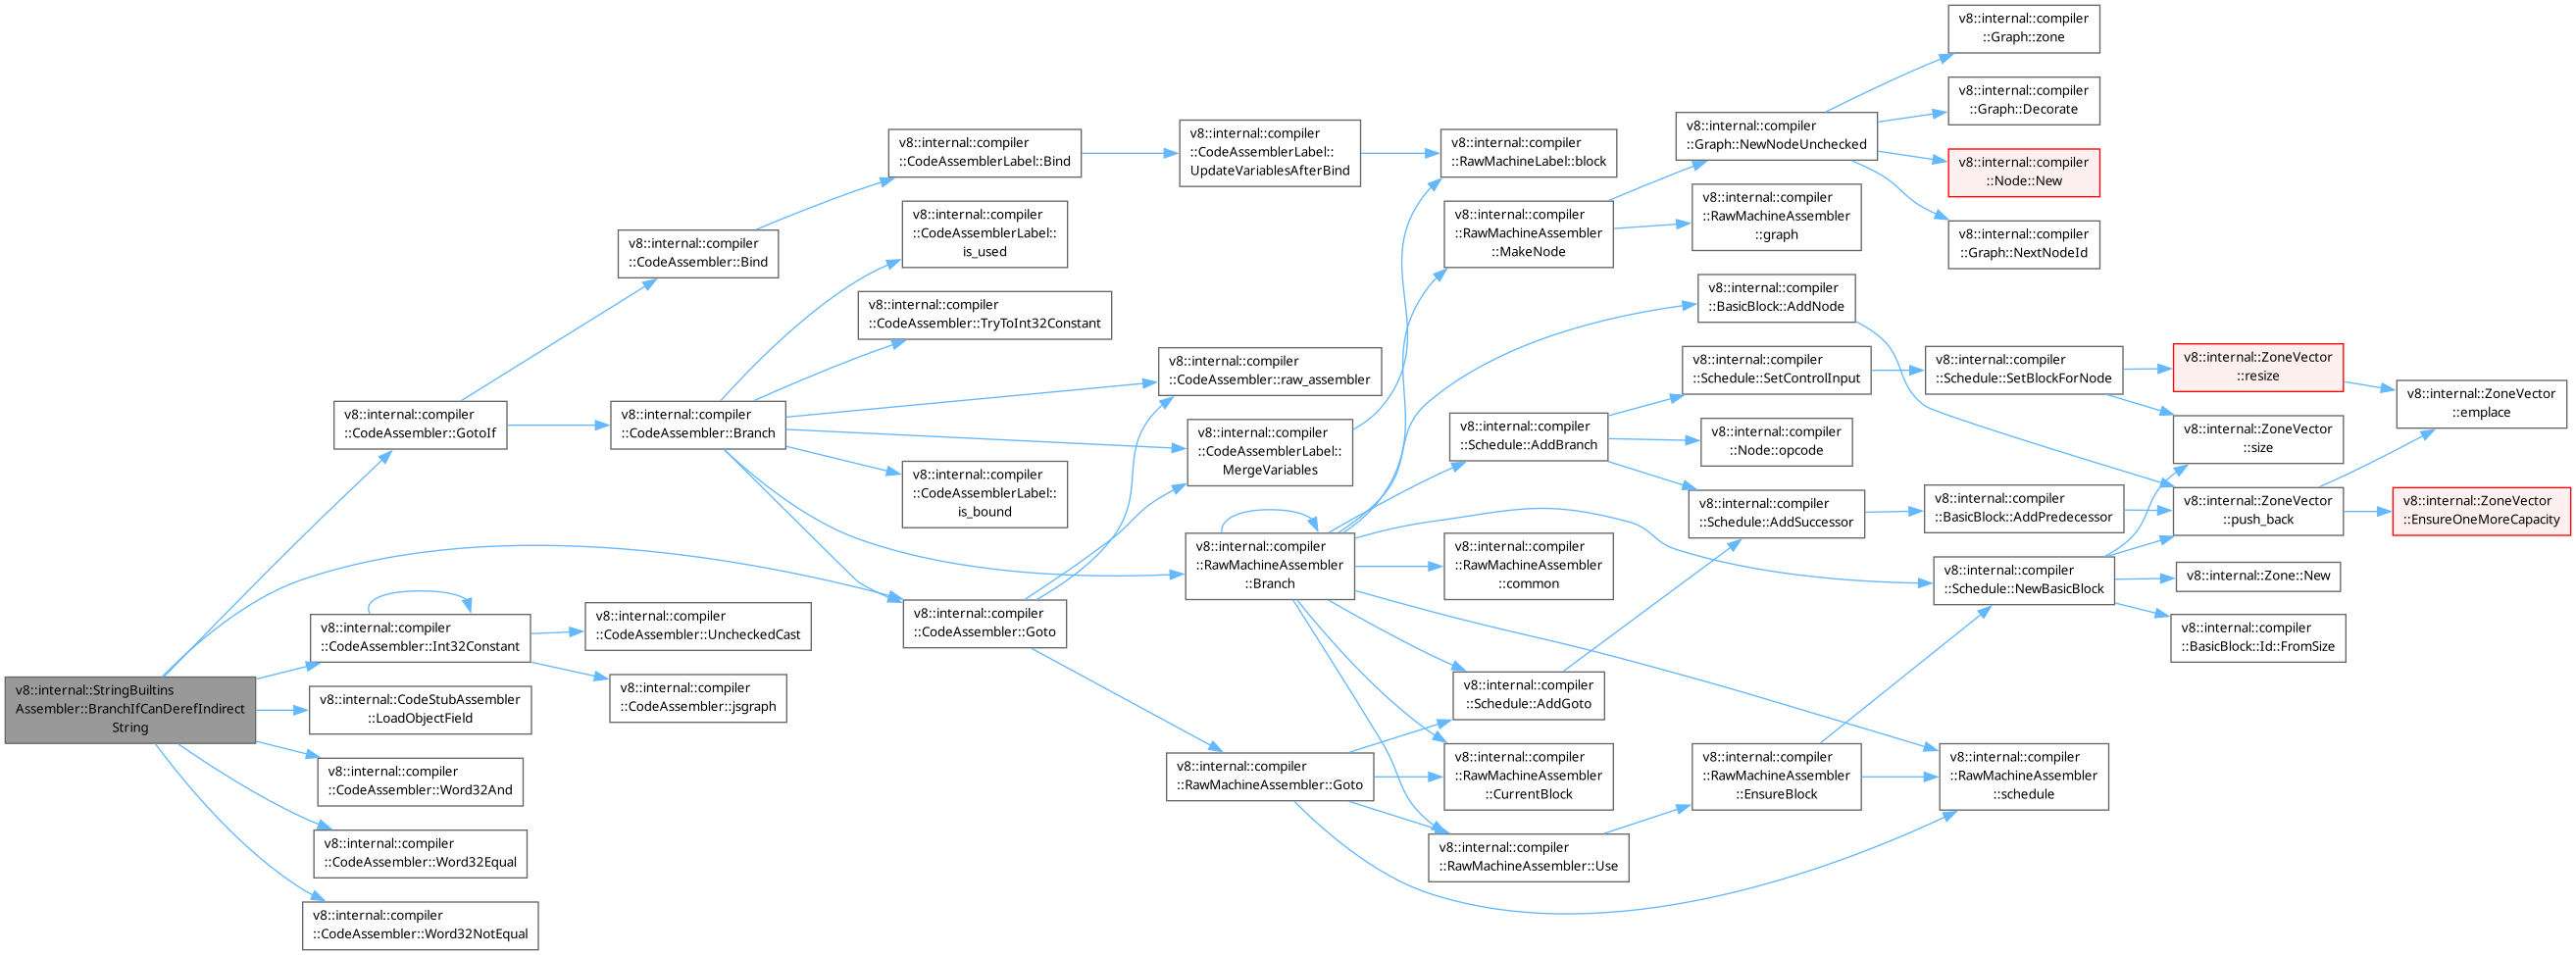 v8::internal::StringBuiltins
Assembler::BranchIfCanDerefIndirect
String
v8::internal::compiler
::CodeAssembler::GotoIf
v8::internal::compiler
::CodeAssembler::Int32Constant
v8::internal::CodeStubAssembler
::LoadObjectField
v8::internal::compiler
::CodeAssembler::Word32And
v8::internal::compiler
::CodeAssembler::Word32Equal
v8::internal::compiler
::CodeAssembler::Word32NotEqual
v8::internal::compiler
::CodeAssembler::Bind
v8::internal::compiler
::CodeAssembler::Branch
v8::internal::compiler
::CodeAssembler::UncheckedCast
v8::internal::compiler
::CodeAssembler::jsgraph
v8::internal::compiler
::CodeAssemblerLabel::Bind
v8::internal::compiler
::CodeAssemblerLabel::
is_used
v8::internal::compiler
::CodeAssembler::TryToInt32Constant
v8::internal::compiler
::CodeAssemblerLabel::
is_bound
v8::internal::compiler
::CodeAssembler::Goto
v8::internal::compiler
::CodeAssemblerLabel::
UpdateVariablesAfterBind
v8::internal::compiler
::CodeAssembler::raw_assembler
v8::internal::compiler
::CodeAssemblerLabel::
MergeVariables
v8::internal::compiler
::RawMachineAssembler
::Branch
v8::internal::compiler
::RawMachineAssembler::Goto
v8::internal::compiler
::RawMachineLabel::block
v8::internal::compiler
::RawMachineAssembler
::MakeNode
v8::internal::compiler
::Schedule::AddBranch
v8::internal::compiler
::RawMachineAssembler
::common
v8::internal::compiler
::Schedule::AddGoto
v8::internal::compiler
::RawMachineAssembler
::CurrentBlock
v8::internal::compiler
::RawMachineAssembler::Use
v8::internal::compiler
::Graph::NewNodeUnchecked
v8::internal::compiler
::RawMachineAssembler
::graph
v8::internal::compiler
::BasicBlock::AddNode
v8::internal::compiler
::Schedule::SetControlInput
v8::internal::compiler
::Node::opcode
v8::internal::compiler
::Schedule::AddSuccessor
v8::internal::compiler
::RawMachineAssembler
::EnsureBlock
v8::internal::compiler
::Graph::zone
v8::internal::compiler
::Graph::Decorate
v8::internal::compiler
::Node::New
v8::internal::compiler
::Graph::NextNodeId
v8::internal::compiler
::Schedule::SetBlockForNode
v8::internal::compiler
::BasicBlock::AddPredecessor
v8::internal::compiler
::Schedule::NewBasicBlock
v8::internal::compiler
::RawMachineAssembler
::schedule
v8::internal::ZoneVector
::resize
v8::internal::ZoneVector
::size
v8::internal::ZoneVector
::push_back
v8::internal::Zone::New
v8::internal::compiler
::BasicBlock::Id::FromSize
v8::internal::ZoneVector
::emplace
v8::internal::ZoneVector
::EnsureOneMoreCapacity